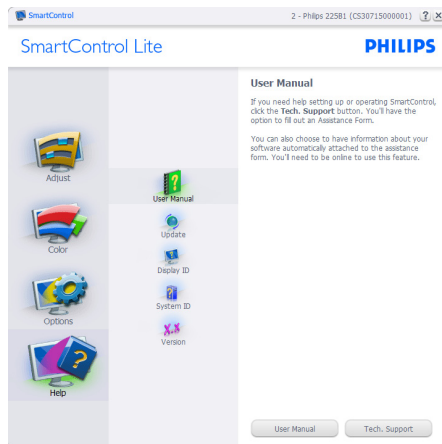 SmartControl
2 - Philips 225B1 (CS30715000001)
SmartControl Lite
PHILIPS
Adjust
Color
Options
Help
User Manual
Update
Display ID
System ID
X.X
Version
User Manual
If you need help setting up or operating SmartControl,
click the Tech. Support button. You'll have the
option to fill out an Assistance Form.
You can also choose to have information about your
software automatically attached to the assistance
form. You'll need to be online to use this feature.
User Manual
Tech. Support